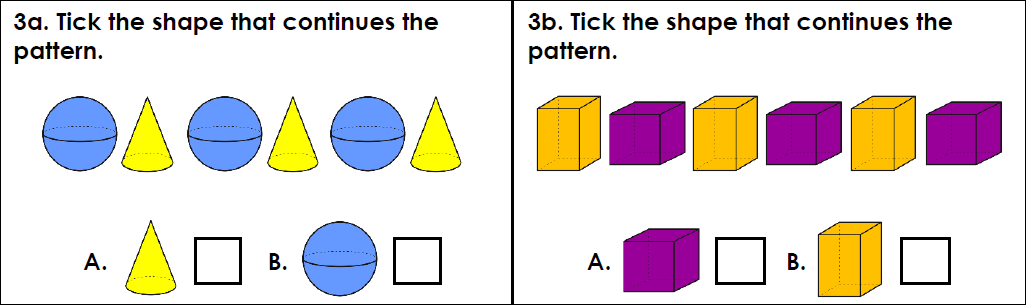 3a. Tick the shape that continues the
pattern.
A.
B.
3b. Tick the shape that continues the
pattern.
A.
B.